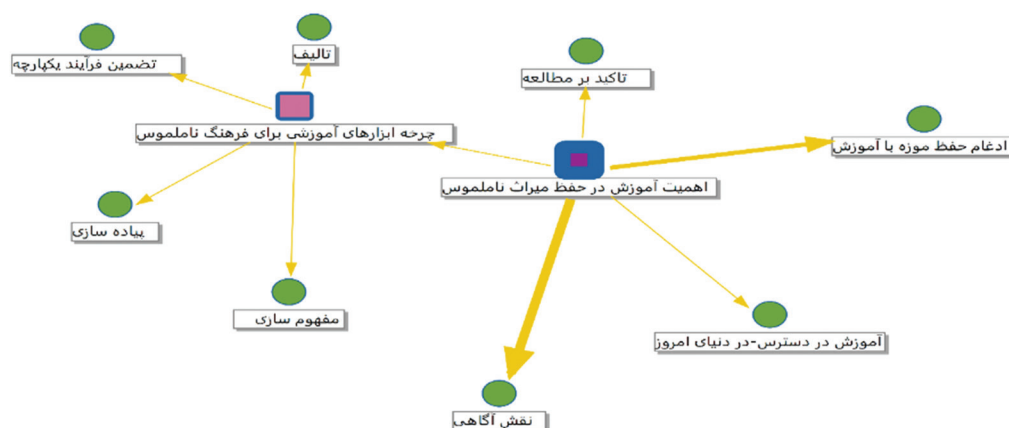 تالیف
تضمین فرآیند یکپارچه
تاکید بر مطالعه
چرخه ابزارهای آموزشی برای فرهنگ ناملموس
ادغام حفظ موزه با آموزش
اهمیت آموزش در حفظ میراث ناملموس
پیاده سازی
مفهوم سازی
آموزش در دسترس-در دنیای امروز
نقش آگاهی